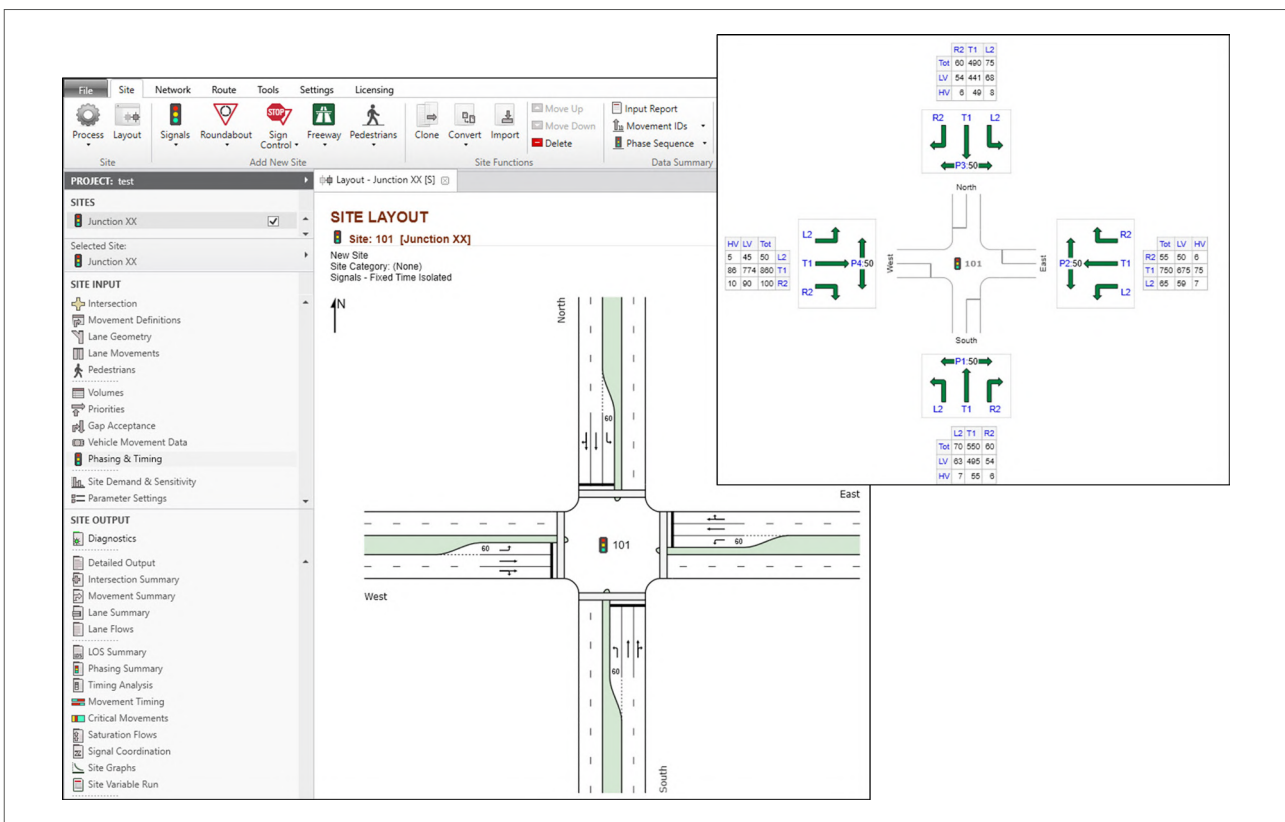 File Site Network Route Tools Settings Licensing
Process Layout Signals Roundabout Sign Control Freeway Pedestrians Clone Convert Import
Move Up
Move Down
Delete
Input Report
Movement IDs
Phase Sequence
Site Add New Site Site Functions Data Summary
PROJECT: test
SITES
Junction XX
Selected Site:
Junction XX
SITE INPUT
Intersection
Movement Definitions
Lane Geometry
Lane Movements
Pedestrians
Volumes
Priorities
Gap Acceptance
Vehicle Movement Data
Phasing & Timing
Site Demand & Sensitivity
Parameter Settings
SITE OUTPUT
Diagnostics
Detailed Output
Intersection Summary
Movement Summary
Lane Summary
Lane Flows
LOS Summary
Phasing Summary
Timing Analysis
Movement Timing
Critical Movements
Saturation Flows
Signal Coordination
Site Graphs
Site Variable Run
Layout - Junction XX [S]
SITE LAYOUT
Site: 101 [Junction XX]
New Site
Site Category: (None)
Signals - Fixed Time Isolated
N
North
60
East
60
101
60
West
60
South
R2 T1 L2
Tot 60 490 75
LV 54 441 68
HV 6 49 8
R2 T1 L2
P3:50
North
HV LV Tot
5 45 50 L2
86 774 860 T1
10 90 100 R2
L2
T1 P4:50
R2
West
101
East
R2
P2:50 T1
L2
Tot LV HV
R2 55 50 6
T1 750 675 75
L2 65 59 7
South
P1:50
L2 T1 R2
L2 T1 R2
Tot 70 550 60
LV 63 495 54
HV 7 55 6